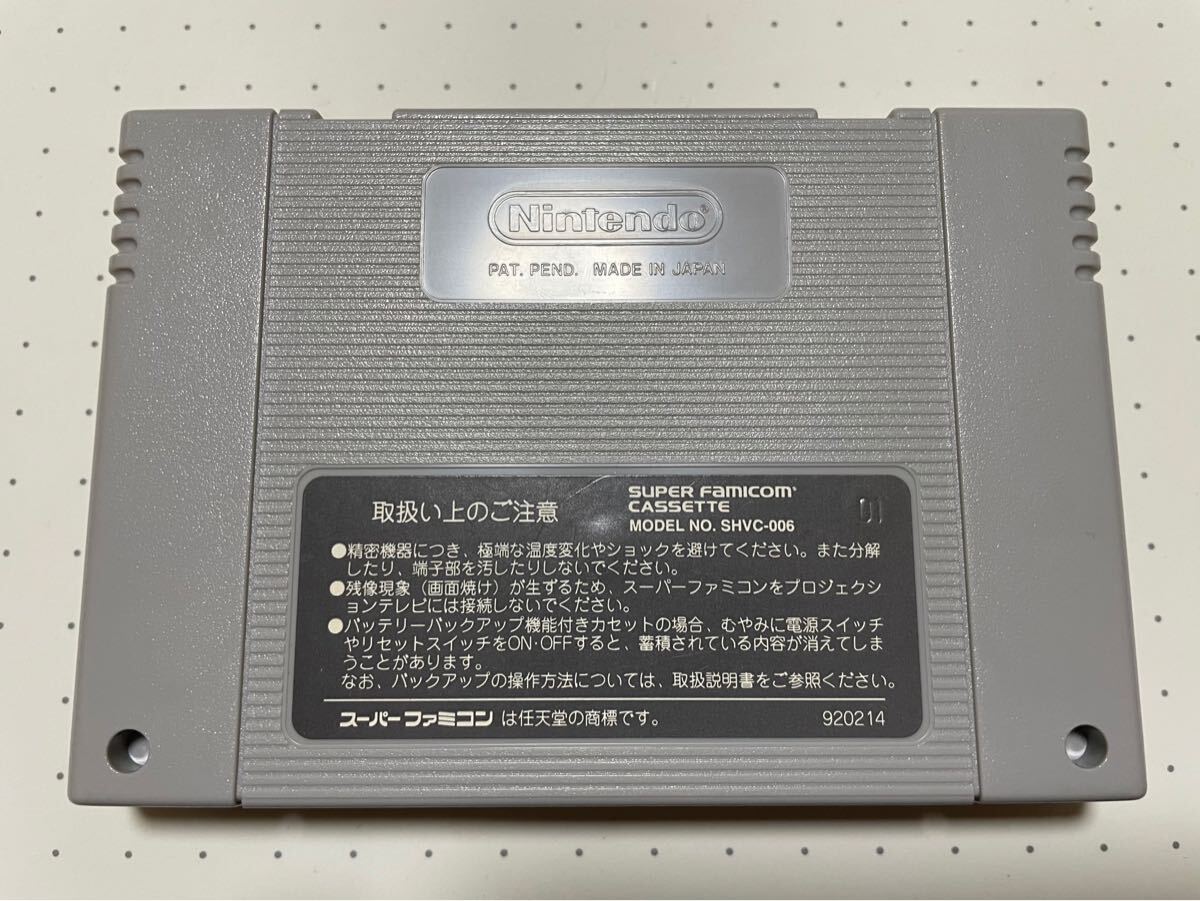 Nintendo®
PAT. PEND. MADE IN JAPAN
取扱い上のご注意
SUPER FAMICOM
CASSETTE
MODEL NO. SHVC-006
01
●精密機器につき、極端な温度変化やショックを避けてください。また分解
したり、端子部を汚したりしないでください。
●残像現象(画面焼け)が生ずるため、スーパーファミコンをプロジェクシ
ョンテレビには接続しないでください。
●バッテリーバックアップ機能付きカセットの場合、むやみに電源スイッチ
やリセットスイッチをON・OFFすると、蓄積されている内容が消えてしま
うことがあります。
なお、バックアップの操作方法については、取扱説明書をご参照ください。
スーパーファミコン は任天堂の商標です。
920214